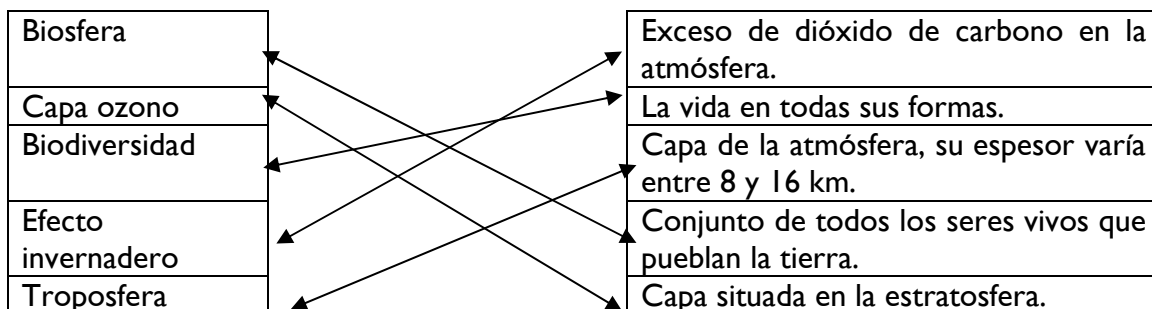 Biosfera
Exceso de dióxido de carbono en la
atmósfera.
Capa ozono
La vida en todas sus formas.
Biodiversidad
Capa de la atmósfera, su espesor varía
entre 8 y 16 km.
Efecto
invernadero
Conjunto de todos los seres vivos que
pueblan la tierra.
Troposfera
Capa situada en la estratosfera.